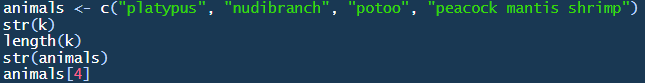 animals <- c("platypus", "nudibranch", "potoo", "peacock mantis shrimp")
str(k)
length(k)
str(animals)
animals[4]